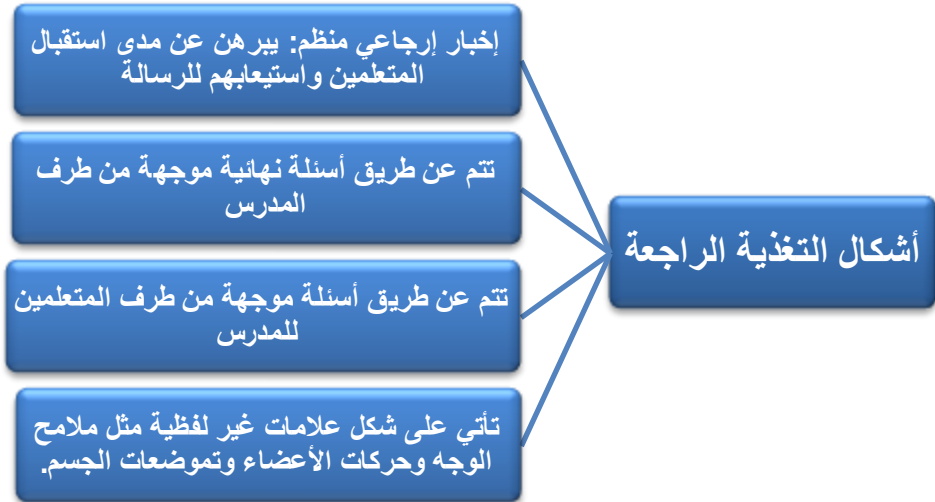 أشكال التغذية الراجعة
إخبار إرجاعي منظم: يبرهن عن مدى استقبال
المتعلمين واستيعابهم للرسالة
تتم عن طريق أسئلة نهائية موجهة من طرف
المدرس
تتم عن طريق أسئلة موجهة من طرف المتعلمين
للمدرس
تأتي على شكل علامات غير لفظية مثل ملامح
الوجه وحركات الأعضاء وتموضعات الجسم.